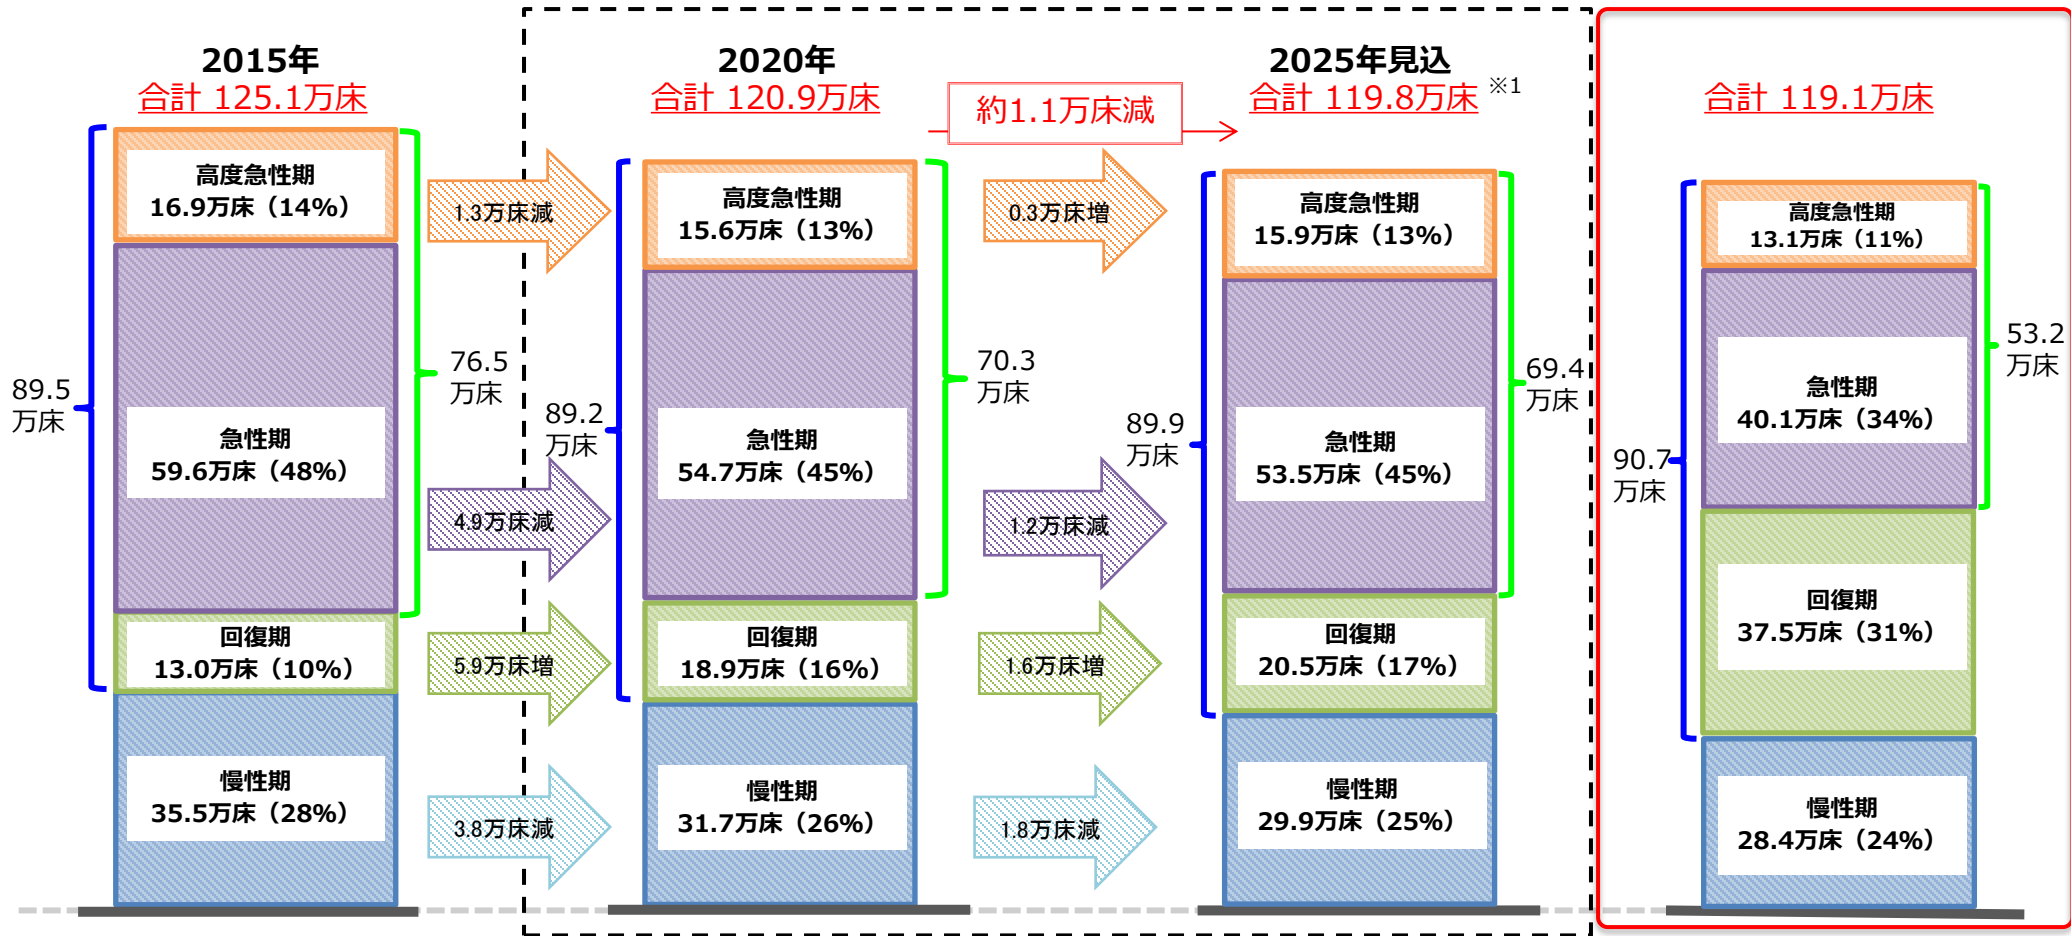 2015年
合計 125.1万床
高度急性期
16.9万床（14%）
急性期
59.6万床（48%）
回復期
13.0万床（10%）
慢性期
35.5万床（28%）
89.5
万床
76.5
万床
1.3万床減
4.9万床減
5.9万床増
3.8万床減
2020年
合計 120.9万床
高度急性期
15.6万床（13%）
急性期
54.7万床（45%）
回復期
18.9万床（16%）
慢性期
31.7万床（26%）
89.2
万床
70.3
万床
約1.1万床減
0.3万床増
1.2万床減
1.6万床増
1.8万床減
2025年見込
合計 119.8万床 ※1
高度急性期
15.9万床（13%）
急性期
53.5万床（45%）
回復期
20.5万床（17%）
慢性期
29.9万床（25%）
89.9
万床
69.4
万床
合計 119.1万床
高度急性期
13.1万床（11%）
急性期
40.1万床（34%）
回復期
37.5万床（31%）
慢性期
28.4万床（24%）
90.7
万床
53.2
万床